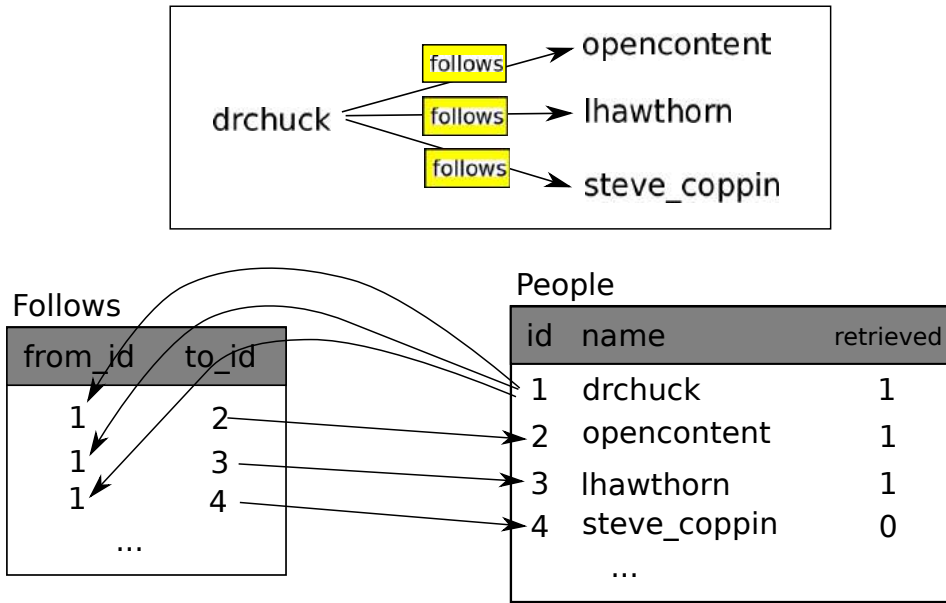 follows
opencontent
drchuck
follows
lhawthorn
follows
steve_coppin
Follows
from_id to_id
1 2
1 3
1 4
...
People
id name retrieved
1 drchuck 1
2 opencontent 1
3 lhawthorn 1
4 steve_coppin 0
...